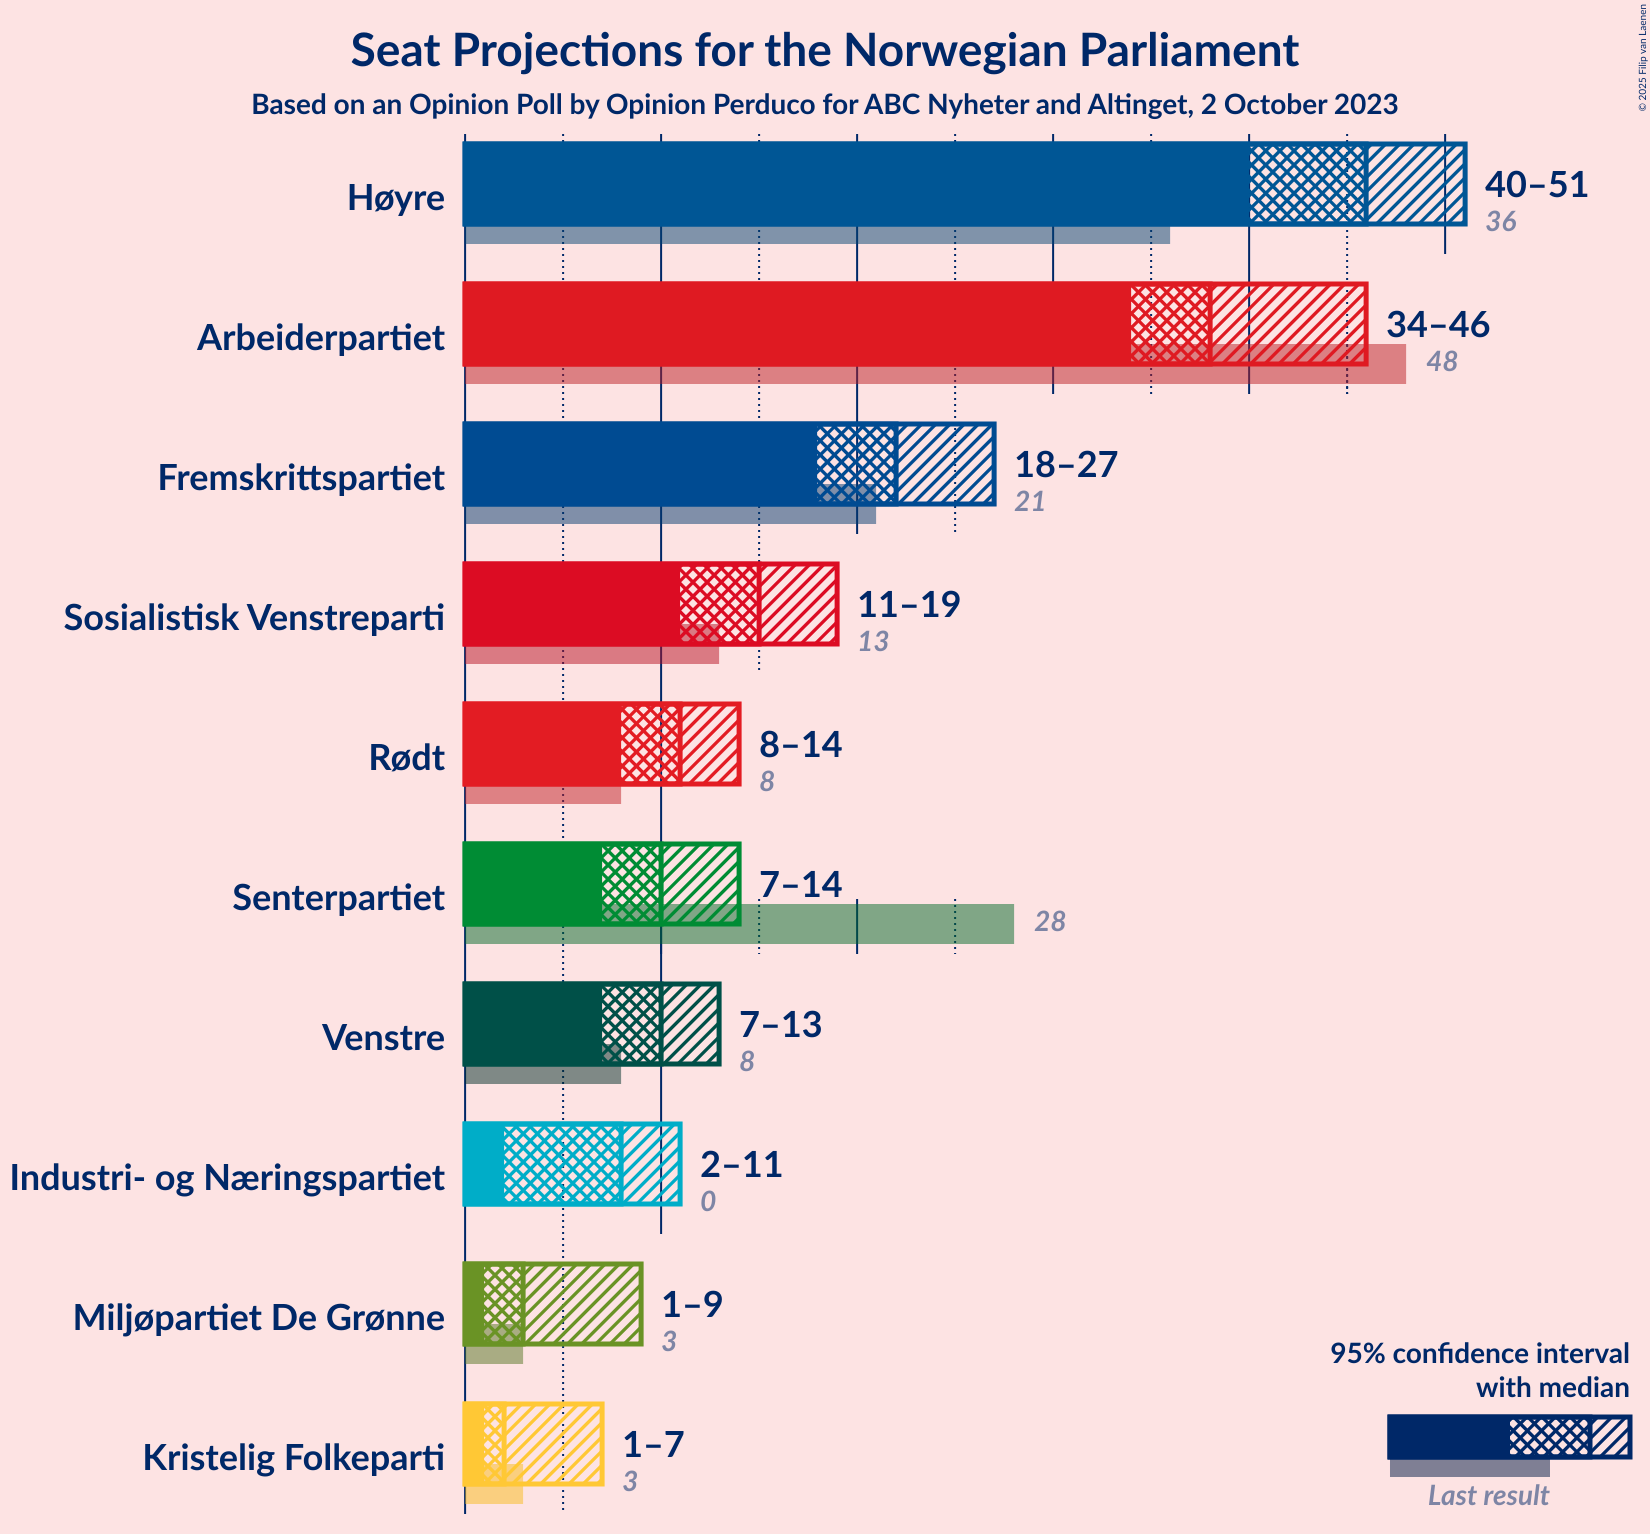 Seat Projections for the Norwegian Parliament
Based on an Opinion Poll by Opinion Perduco for ABC Nyheter and Altinget, 2 October 2023
© 2025 Filip van Laenen
Høyre
40–51
36
Arbeiderpartiet
34–46
48
Fremskrittspartiet
18–27
21
Sosialistisk Venstreparti
11–19
13
Rødt
8–14
8
Senterpartiet
7–14
28
Venstre
7–13
8
Industri- og Næringspartiet
2–11
0
Miljøpartiet De Grønne
1–9
3
Kristelig Folkeparti
1–7
3
95% confidence interval
with median
Last result